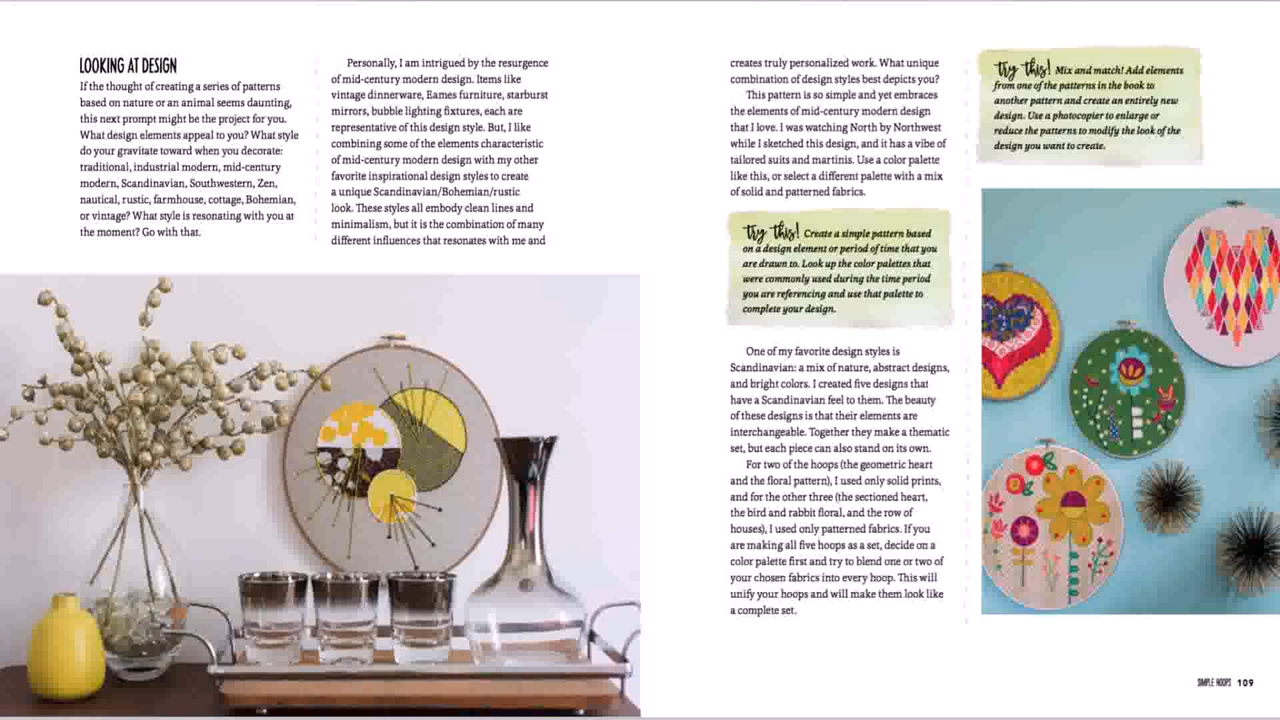 LOOKING AT DESIGN
If the thought of creating a series of patterns
based on nature or an animal seems daunting,
this next prompt might be the project for you.
What design elements appeal to you? What style
do your gravitate toward when you decorate:
traditional, industrial modern, mid-century
modern, Scandinavian, Southwestern, Zen,
nautical, rustic, farmhouse, cottage, Bohemian,
or vintage? What style is resonating with you at
the moment? Go with that.
Personally, I am intrigued by the resurgence
of mid-century modern design. Items like
vintage dinnerware, Eames furniture, starburst
mirrors, bubble lighting fixtures, each are
representative of this design style. But, I like
combining some of the elements characteristic
of mid-century modern design with my other
favorite inspirational design styles to create
a unique Scandinavian/Bohemian/rustic
look. These styles all embody clean lines and
minimalism, but it is the combination of many
different influences that resonates with me and
creates truly personalized work. What unique
combination of design styles best depicts you?
This pattern is so simple and yet embraces
the elements of mid-century modern design
that I love. I was watching North by Northwest
while I sketched this design, and it has a vibe of
tailored suits and martinis. Use a color palette
like this, or select a different palette with a mix
of solid and patterned fabrics.
try this! Create a simple pattern based
on a design element or period of time that you
are drawn to. Look up the color palettes that
were commonly used during the time period
you are referencing and use that palette to
complete your design.
One of my favorite design styles is
Scandinavian: a mix of nature, abstract designs,
and bright colors. I created five designs that
have a Scandinavian feel to them. The beauty
of these designs is that their elements are
interchangeable. Together they make a thematic
set, but each piece can also stand on its own.
For two of the hoops (the geometric heart
and the floral pattern), I used only solid prints,
and for the other three (the sectioned heart,
the bird and rabbit floral, and the row of
houses), I used only patterned fabrics. If you
are making all five hoops as a set, decide on a
color palette first and try to blend one or two of
your chosen fabrics into every hoop. This will
unify your hoops and will make them look like
a complete set.
try this! Mix and match! Add elements
from one of the patterns in the book to
another pattern and create an entirely new
design. Use a photocopier to enlarge or
reduce the patterns to modify the look of the
design you want to create.
SIMPLE HOOPS 109